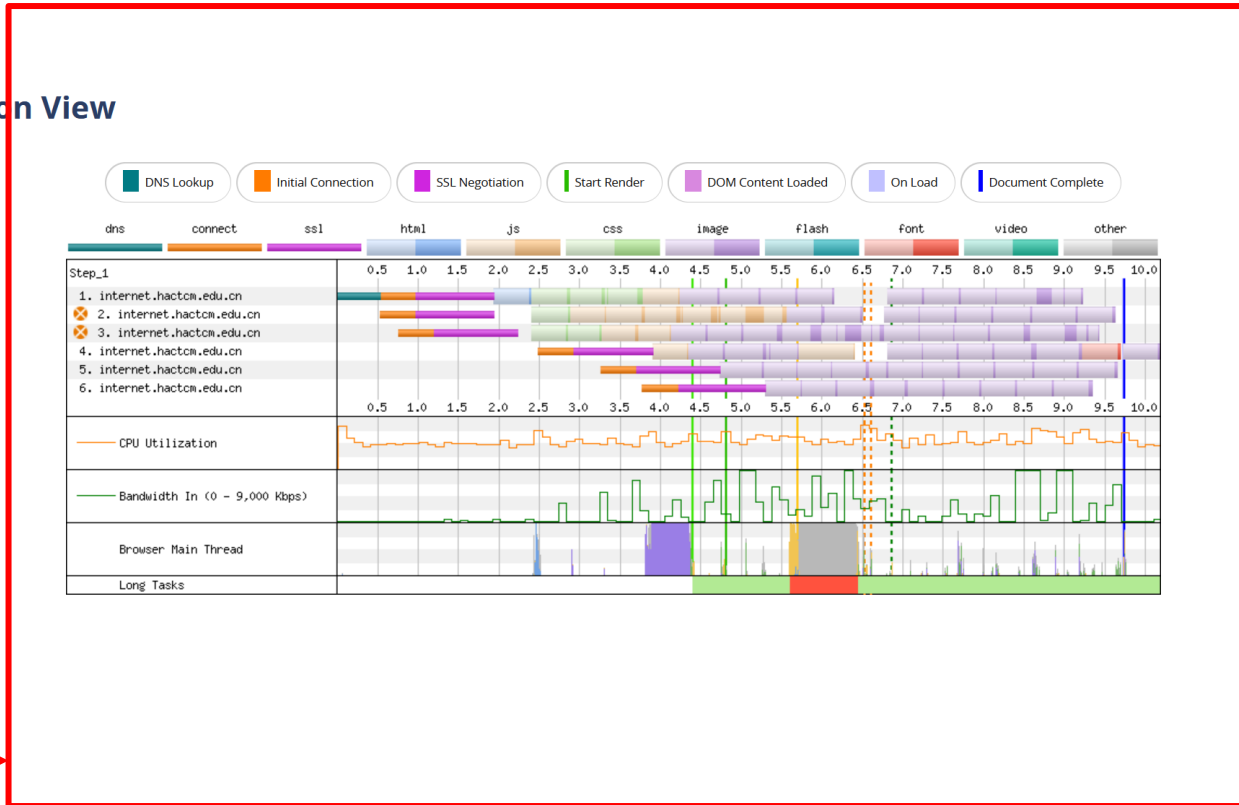 on View
DNS Lookup Initial Connection SSL Negotiation Start Render DOM Content Loaded On Load Document Complete
dns connect ssl html js css image flash font video other
Step_1 0.5 1.0 1.5 2.0 2.5 3.0 3.5 4.0 4.5 5.0 5.5 6.0 6.5 7.0 7.5 8.0 8.5 9.0 9.5 10.0
1. internet.hactcm.edu.cn
2. internet.hactcm.edu.cn
3. internet.hactcm.edu.cn
4. internet.hactcm.edu.cn
5. internet.hactcm.edu.cn
6. internet.hactcm.edu.cn
0.5 1.0 1.5 2.0 2.5 3.0 3.5 4.0 4.5 5.0 5.5 6.0 6.5 7.0 7.5 8.0 8.5 9.0 9.5 10.0
CPU Utilization
Bandwidth In (0 - 9,000 Kbps)
Browser Main Thread
Long Tasks